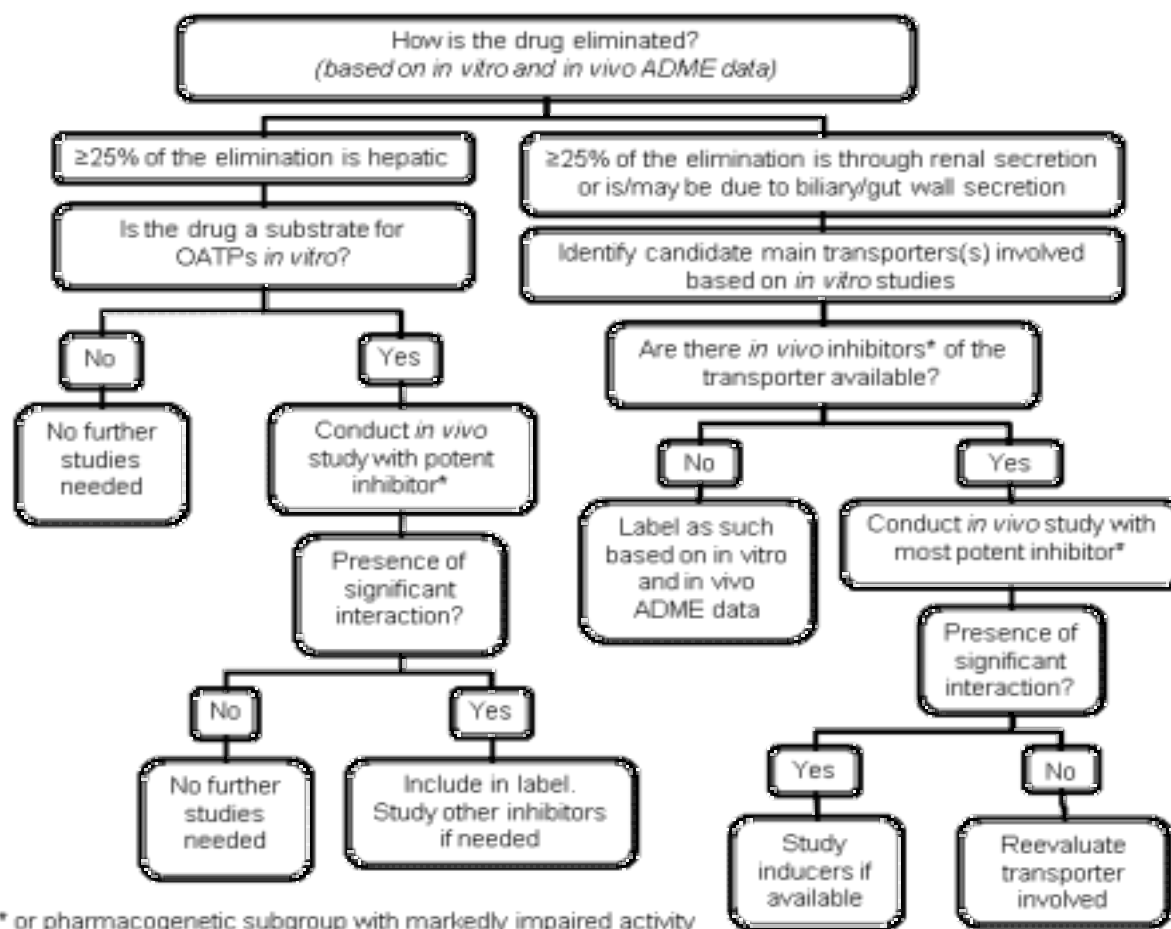 How is the drug eliminated?
(based on in vitro and in vivo ADME data)
≥25% of the elimination is hepatic
≥25% of the elimination is through renal secretion
or is/may be due to biliary/gut wall secretion
Is the drug a substrate for
OATPs in vitro?
Identify candidate main transporters(s) involved
based on in vitro studies
No
Yes
Are there in vivo inhibitors* of the
transporter available?
No further
studies
needed
Conduct in vivo
study with potent
inhibitor*
No
Yes
Presence of
significant
interaction?
Label as such
based on in vitro
and in vivo
ADME data
Conduct in vivo study with
most potent inhibitor*
Presence of
significant
interaction?
No
Yes
No further
studies
needed
Include in label.
Study other inhibitors
if needed
Yes
No
Study
inducers if
available
Reevaluate
transporter
involved
* or pharmacogenetic subgroup with markedly impaired activity